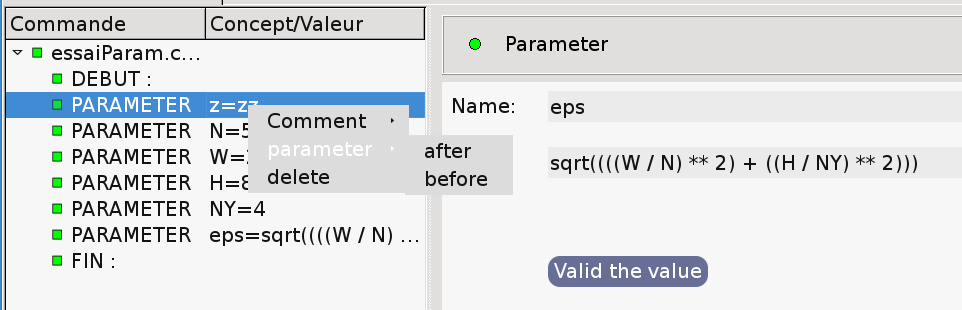 Commande Concept/Valeur
essaiParam.c...
DEBUT :
PARAMETER z=zz
PARAMETER N=5
PARAMETER W=
PARAMETER H=8
PARAMETER NY=4
PARAMETER eps=sqrt((((W / N) ...
FIN :
Comment
parameter
delete
after
before
Parameter
Name: eps
sqrt((((W / N) ** 2) + ((H / NY) ** 2)))
Valid the value